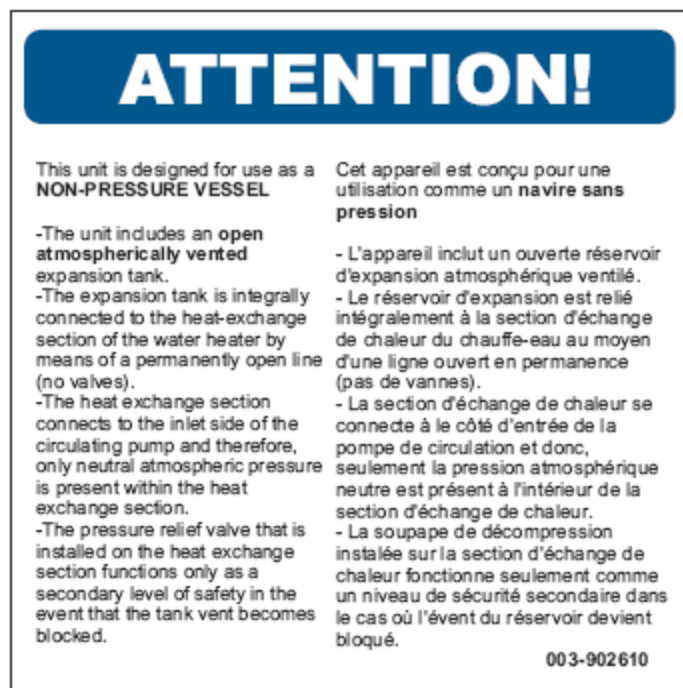 ATTENTION!
This unit is designed for use as a
NON-PRESSURE VESSEL
-The unit includes an open
atmospherically vented
expansion tank.
-The expansion tank is integrally
connected to the heat-exchange
section of the water heater by
means of a permanently open line
(no valves).
-The heat exchange section
connects to the inlet side of the
circulating pump and therefore,
only neutral atmospheric pressure
is present within the heat
exchange section.
-The pressure relief valve that is
installed on the heat exchange
section functions only as a
secondary level of safety in the
event that the tank vent becomes
blocked.
Cet appareil est conçu pour une
utilisation comme un navire sans
pression
- L'appareil inclut un ouverte réservoir
d'expansion atmosphérique ventilé.
- Le réservoir d'expansion est relié
intégralement à la section d'échange
de chaleur du chauffe-eau au moyen
d'une ligne ouvert en permanence
(pas de vannes).
- La section d'échange de chaleur se
connecte à le côté d'entrée de la
pompe de circulation et donc,
seulement la pression atmosphérique
neutre est présent à l'intérieur de la
section d'échange de chaleur.
- La soupape de décompression
instalée sur la section d'échange de
chaleur fonctionne seulement comme
un niveau de sécurité secondaire dans
le cas où l'évent du réservoir devient
bloqué.
003-902610